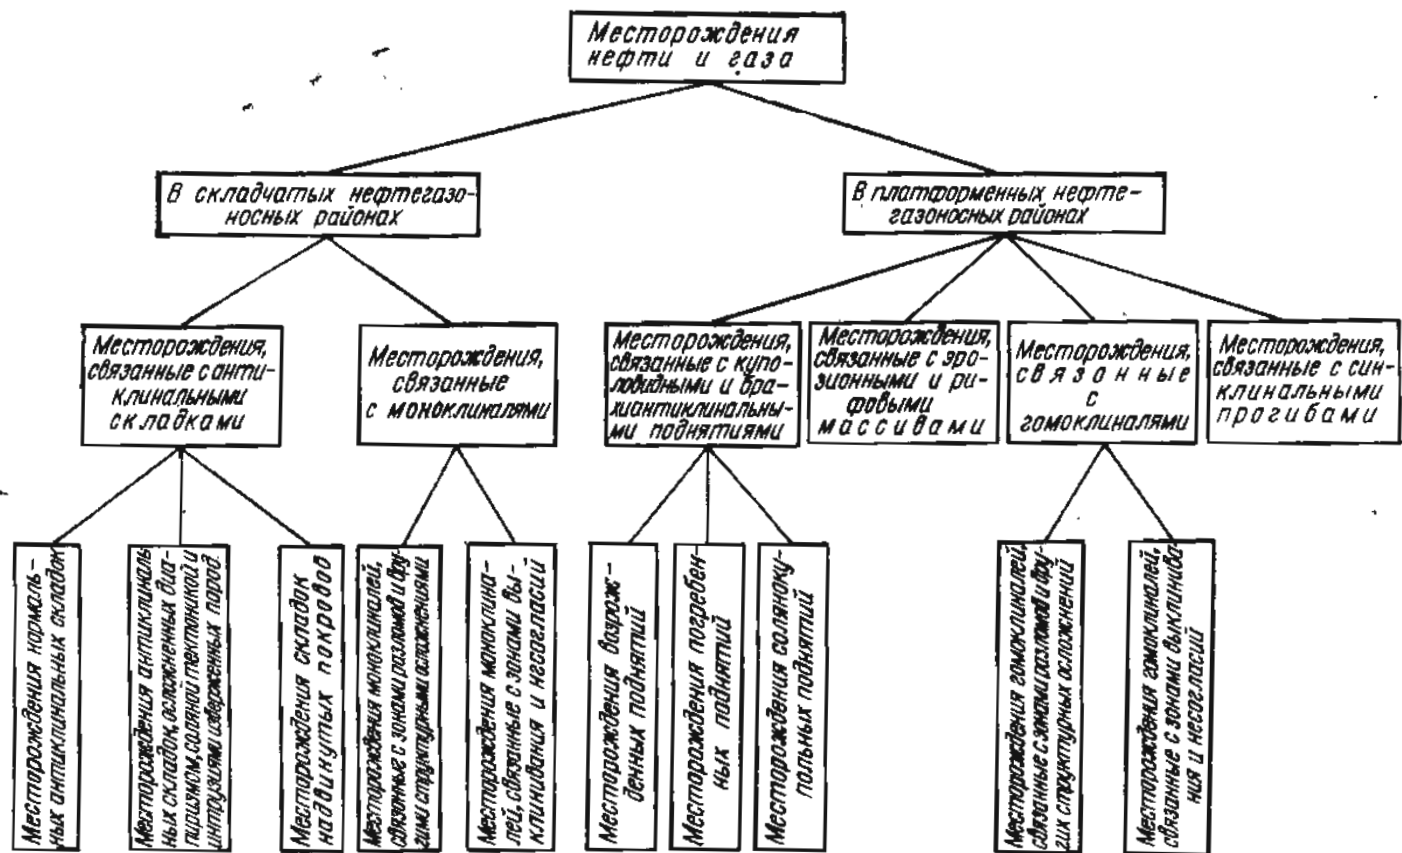 Месторождения
нефти и газа
В складчатых нефтегазо-
носных районах
В платформенных нефте-
газоносных районах
Месторождения,
связанные с анти-
клинальными
складками
Месторождения,
связанные
с моноклиналями
Месторождения,
связанные с купо-
ловидными и бра-
хиантиклинальны-
ми поднятиями
Месторождения,
связанные с эро-
зионными и ри-
фовыми
массивами
Месторождения,
связанные
с
гомоклиналями
Месторождения,
связанные с син-
клинальными
прогибами
Месторождения нормаль-
ных антиклинальных складок
Месторождения антиклиналь
ных складок, осложненных диа-
пиризмом, соляной тектоникой и
интрузиями изверженных пород
Месторождения складок
надвинутых покровов
Месторождения моноклиналей,
связанные с зонами разломов и дру-
гими структурными осложнениями
Месторождения монокли​на-
лей, связанные с зонами вы-
клинивания и несогласий
Месторождения возрож-
денных поднятий
Месторождения погребен-
ных поднятий
Месторождения соляноку-
польных поднятий
Месторождения гомоклиналей,
связанные с зонами разломов и дру-
гих структурных осложнений
Месторождения гомоклиналей,
связанные с зонами выклинива-
ния и несогласий